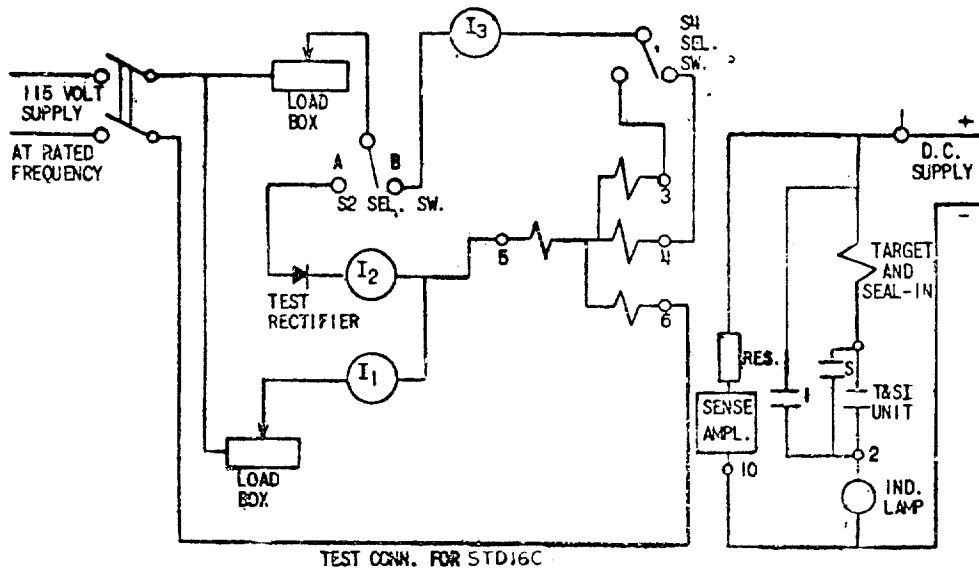 115 VOLT
SUPPLY
AT RATED
FREQUENCY
LOAD
BOX
I3
S4
SEL.
SW.
A
B
S2 SEL. SW.
3
5
4
6
TEST
RECTIFIER
I2
I1
LOAD
BOX
+
D.C.
SUPPLY
-
TARGET
AND
SEAL-IN
RES.
S
1
T&SI
UNIT
SENSE
AMPL.
10
2
IND.
LAMP
TEST CONN. FOR STD16C